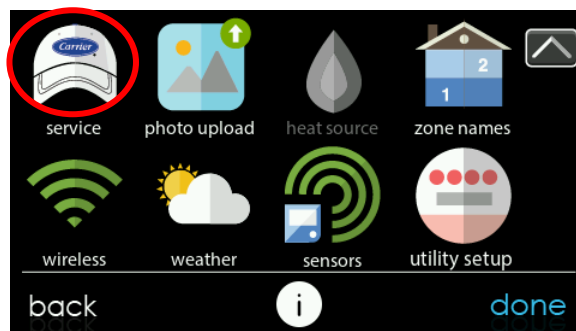 Carrier
2
1
service photo upload heat source zone names
wireless weather sensors utility setup
back i done